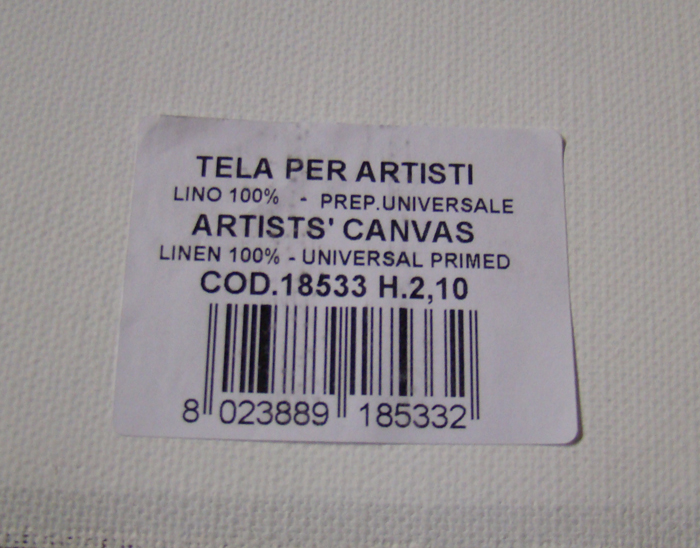 TELA PER ARTISTI
LINO 100% - PREP.UNIVERSALE
ARTISTS' CANVAS
LINEN 100% - UNIVERSAL PRIMED
COD.18533 H.2,10
8 023889 185332